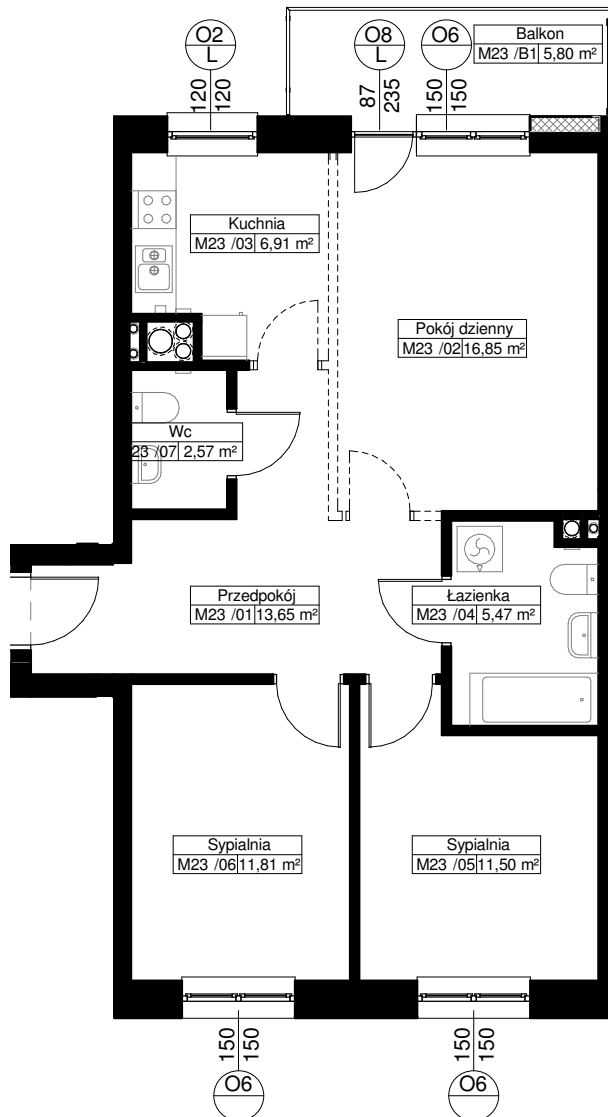 O2
L
120
120
O8
L
87
235
O6
150
150
Balkon
M23 /B1 5,80 m²
Kuchnia
M23 /03 6,91 m²
Pokój dzienny
M23 /02 16,85 m²
Wc
23 /07 2,57 m²
Przedpokój
M23 /01 13,65 m²
Łazienka
M23 /04 5,47 m²
Sypialnia
M23 /06 11,81 m²
Sypialnia
M23 /05 11,50 m²
150
150
O6
150
150
O6